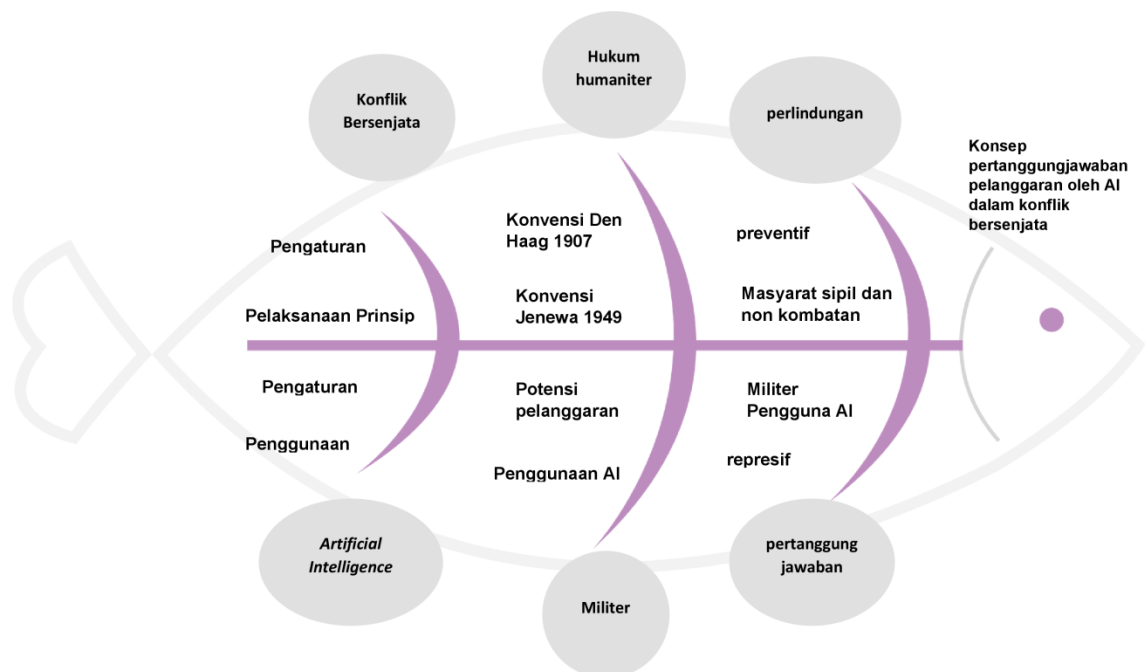 Konflik
Bersenjata
Hukum
humaniter
perlindungan
Konsep
pertanggungjawaban
pelanggaran oleh AI
dalam konflik
bersenjata
Pengaturan
Pelaksanaan Prinsip
Konvensi Den
Haag 1907
Konvensi
Jenewa 1949
preventif
Masyarat sipil dan
non kombatan
Pengaturan
Penggunaan
Potensi
pelanggaran
Penggunaan AI
Militer
Pengguna AI
represif
Artificial
Intelligence
Militer
pertanggung
jawaban